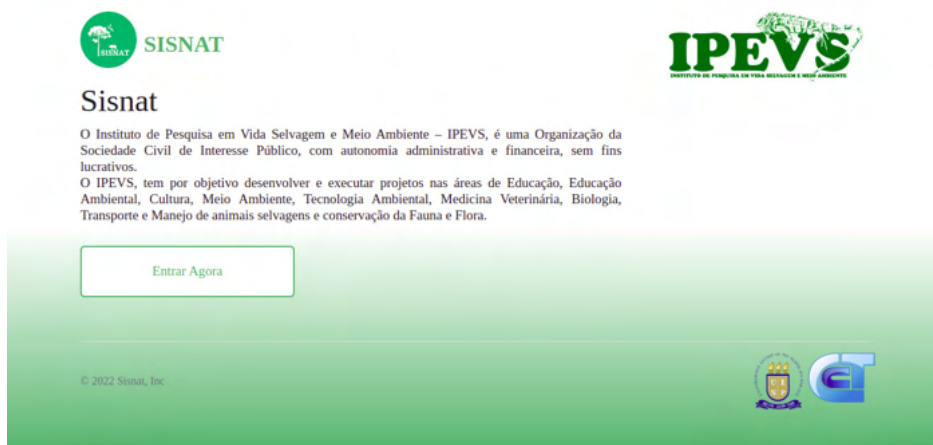 SISNAT
SISNAT
IPEVS
INSTITUTO DE PESQUISA EM VIDA SELVAGEM E MEIO AMBIENTE
Sisnat
O Instituto de Pesquisa em Vida Selvagem e Meio Ambiente – IPEVS, é uma Organização da
Sociedade Civil de Interesse Público, com autonomia administrativa e financeira, sem fins
lucrativos.
O IPEVS, tem por objetivo desenvolver e executar projetos nas áreas de Educação, Educação
Ambiental, Cultura, Meio Ambiente, Tecnologia Ambiental, Medicina Veterinária, Biologia,
Transporte e Manejo de animais selvagens e conservação da Fauna e Flora.
Entrar Agora
© 2022 Sisnat, Inc